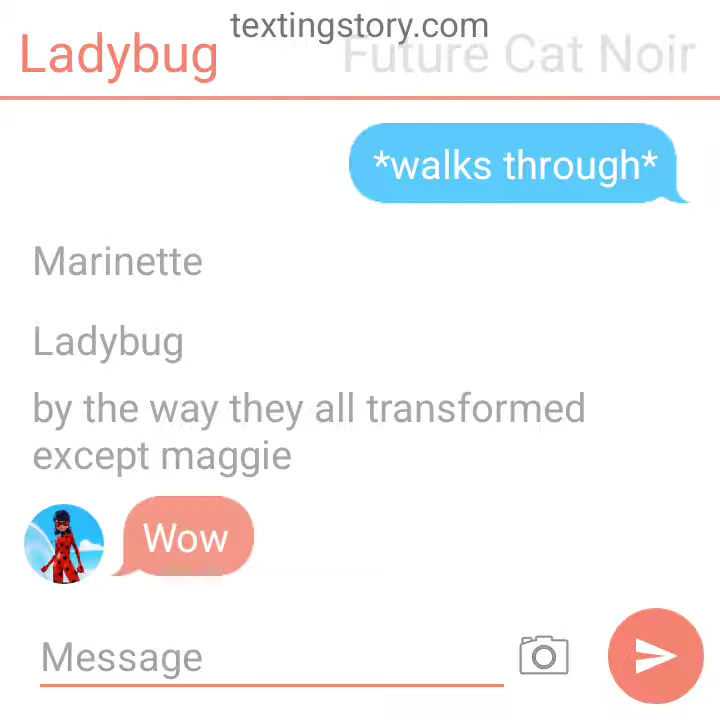 textingstory.com
Ladybug Future Cat Noir
*walks through*
Marinette
Ladybug
by the way they all transformed
except maggie
Wow
Message